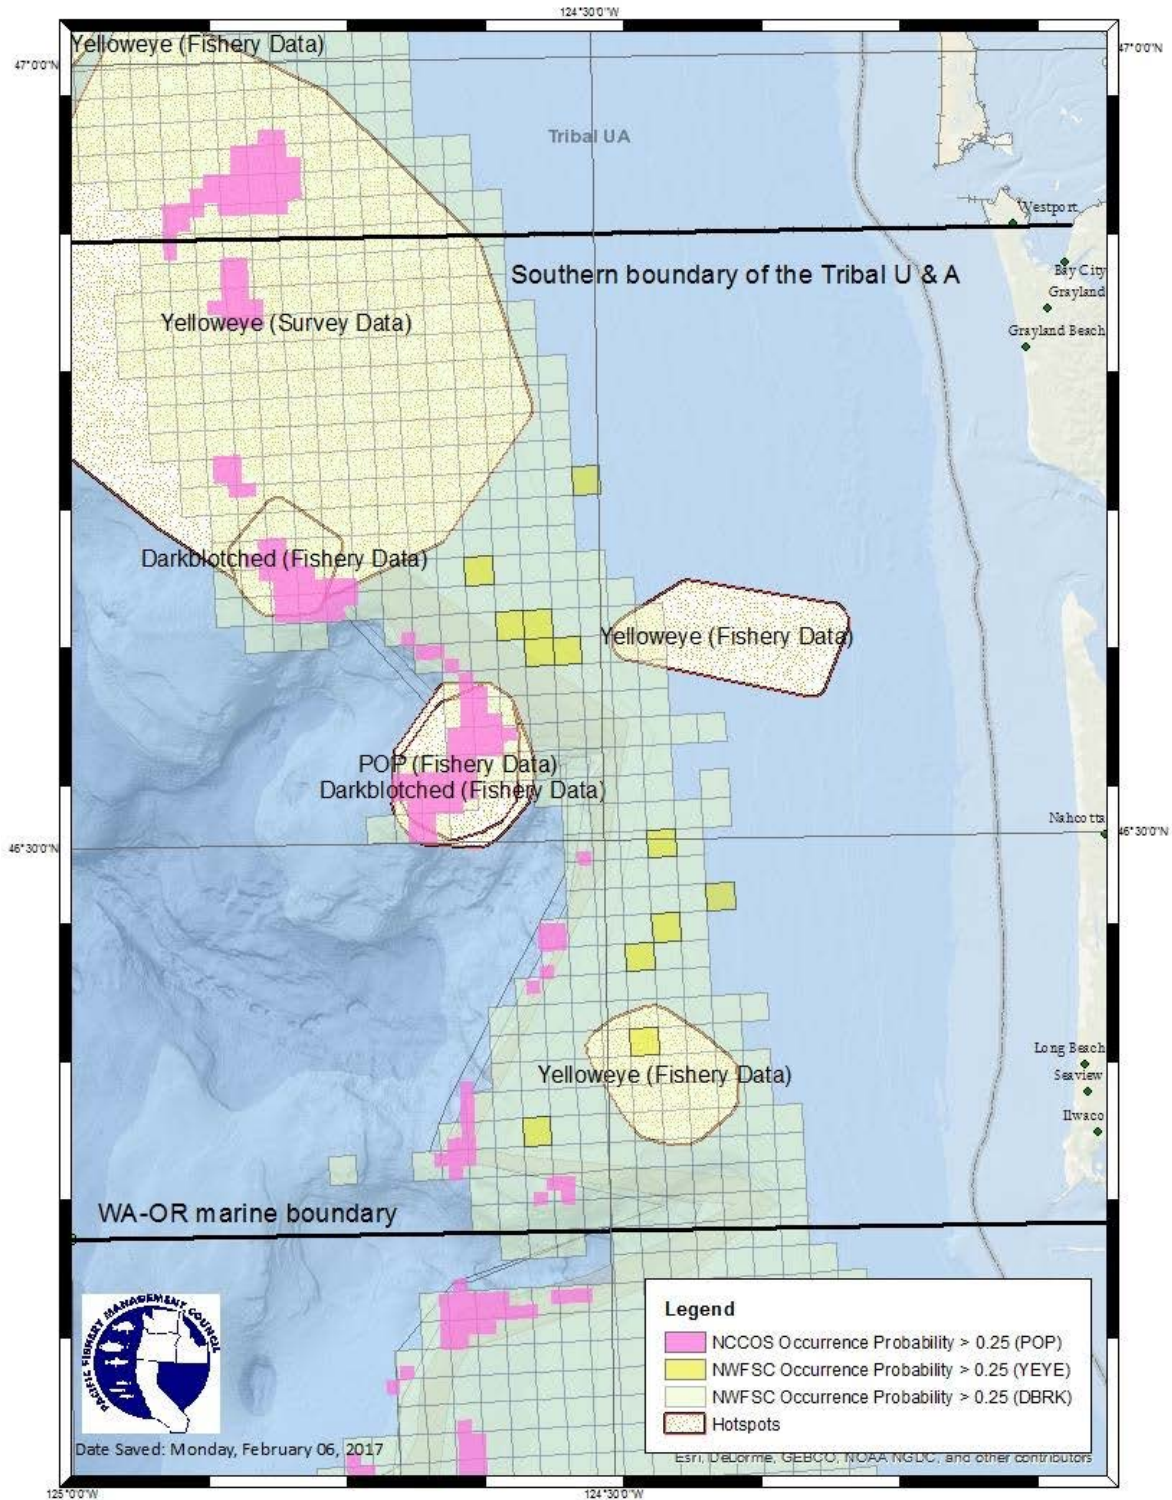 124°30'0"W
Yelloweye (Fishery Data)
47°0'0"N
47°0'0"N
Tribal UA
Westport
Southern boundary of the Tribal U & A
Bay City
Grayland
Yelloweye (Survey Data)
Grayland Beach
Darkblotched (Fishery Data)
Yelloweye (Fishery Data)
POP (Fishery Data)
Darkblotched (Fishery Data)
Nahcotta
46°30'0"N
46°30'0"N
Long Beach
Yelloweye (Fishery Data)
Seaview
Ilwaco
WA-OR marine boundary
PACIFIC FISHERY MANAGEMENT COUNCIL
Legend
NCCOS Occurrence Probability > 0.25 (POP)
NWFSC Occurrence Probability > 0.25 (YEYE)
NWFSC Occurrence Probability > 0.25 (DBRK)
Hotspots
Date Saved: Monday, February 06, 2017
Esri, DeLorme, GEBCO, NOAA NGDC, and other contributors
125°0'0"W
124°30'0"W